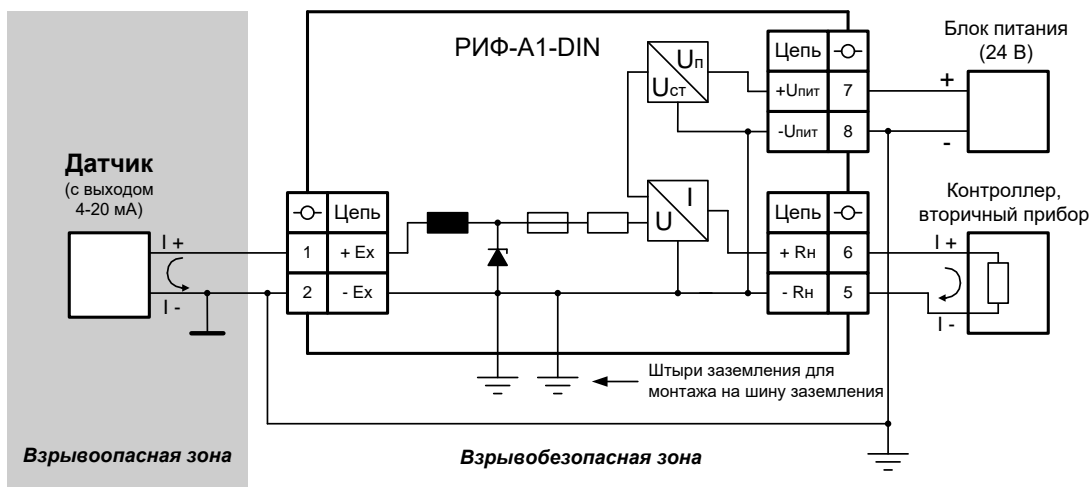 РИФ-А1-DIN
Блок питания
(24 В)
Uп
Uст
Цепь
+Uпит 7
-Uпит 8
+
-
Датчик
(с выходом
4-20 мА)
I +
I -
Цепь
1 + Ex
2 - Ex
I
U
Цепь
+ Rн 6
- Rн 5
Контроллер,
вторичный прибор
I +
I -
Штыри заземления для
монтажа на шину заземления
Взрывоопасная зона
Взрывобезопасная зона